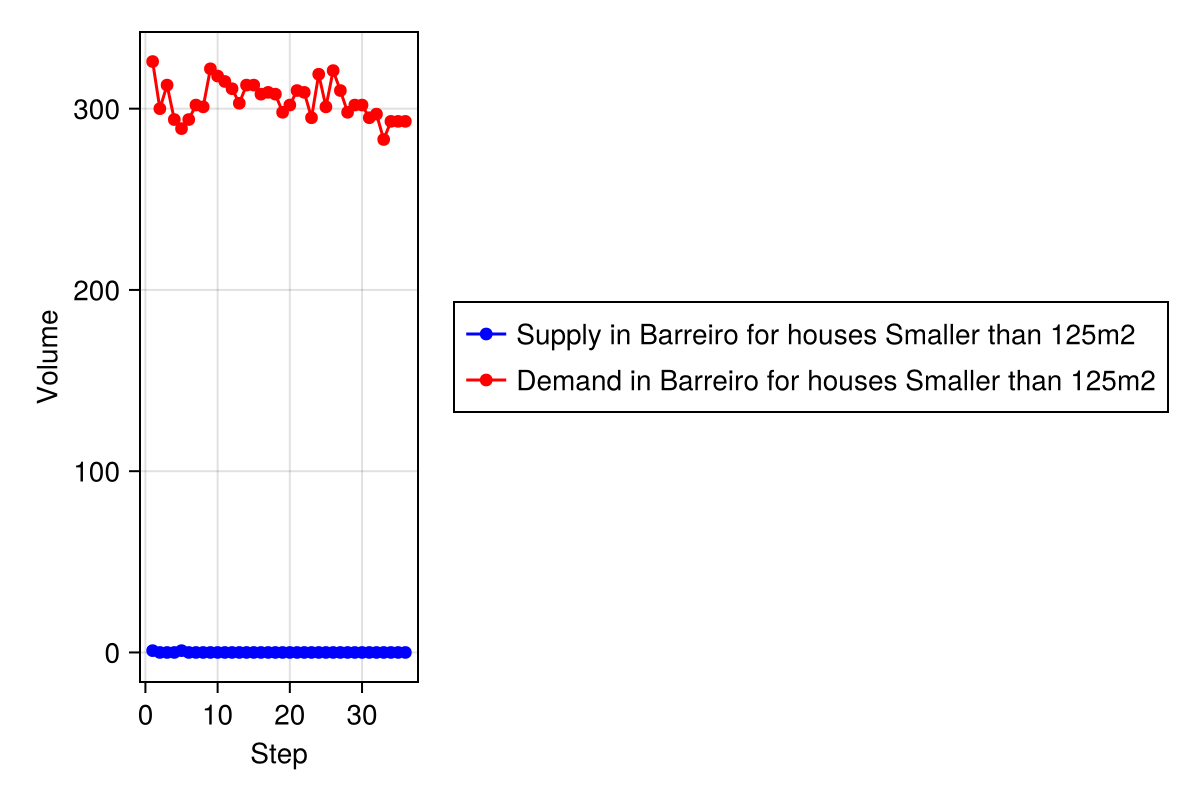 300
200
100
0
Volume
0 10 20 30
Step
Supply in Barreiro for houses Smaller than 125m2
Demand in Barreiro for houses Smaller than 125m2